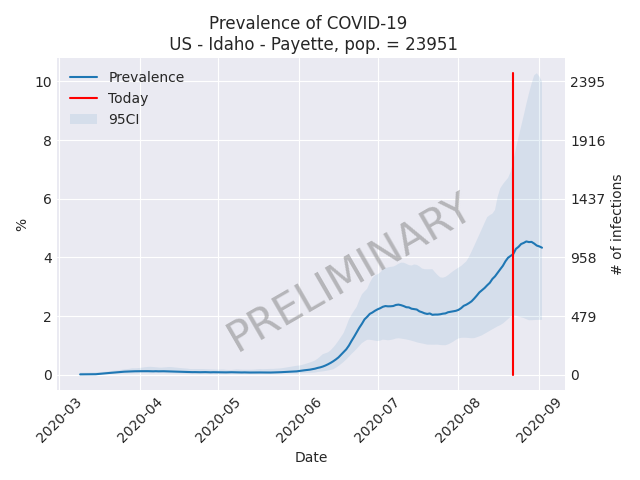 Prevalence of COVID-19
US - Idaho - Payette, pop. = 23951
Prevalence
Today
95CI
PRELIMINARY
%
10
8
6
4
2
0
2395
1916
1437
958
479
0
# of infections
2020-03
2020-04
2020-05
2020-06
2020-07
2020-08
2020-09
Date